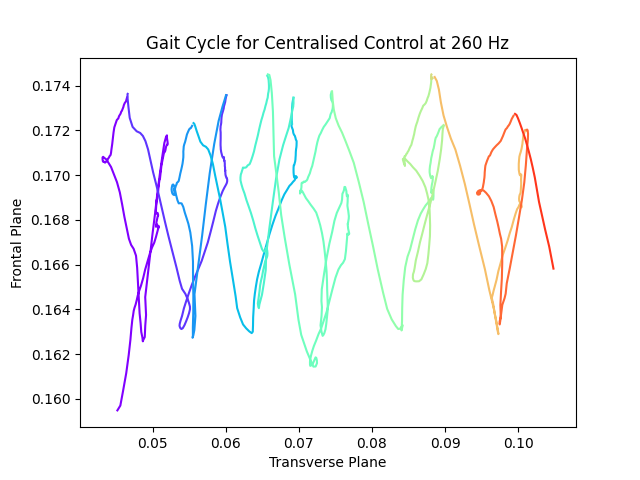 Gait Cycle for Centralised Control at 260 Hz
0.174
0.172
0.170
0.168
0.166
0.164
0.162
0.160
Frontal Plane
0.05 0.06 0.07 0.08 0.09 0.10
Transverse Plane